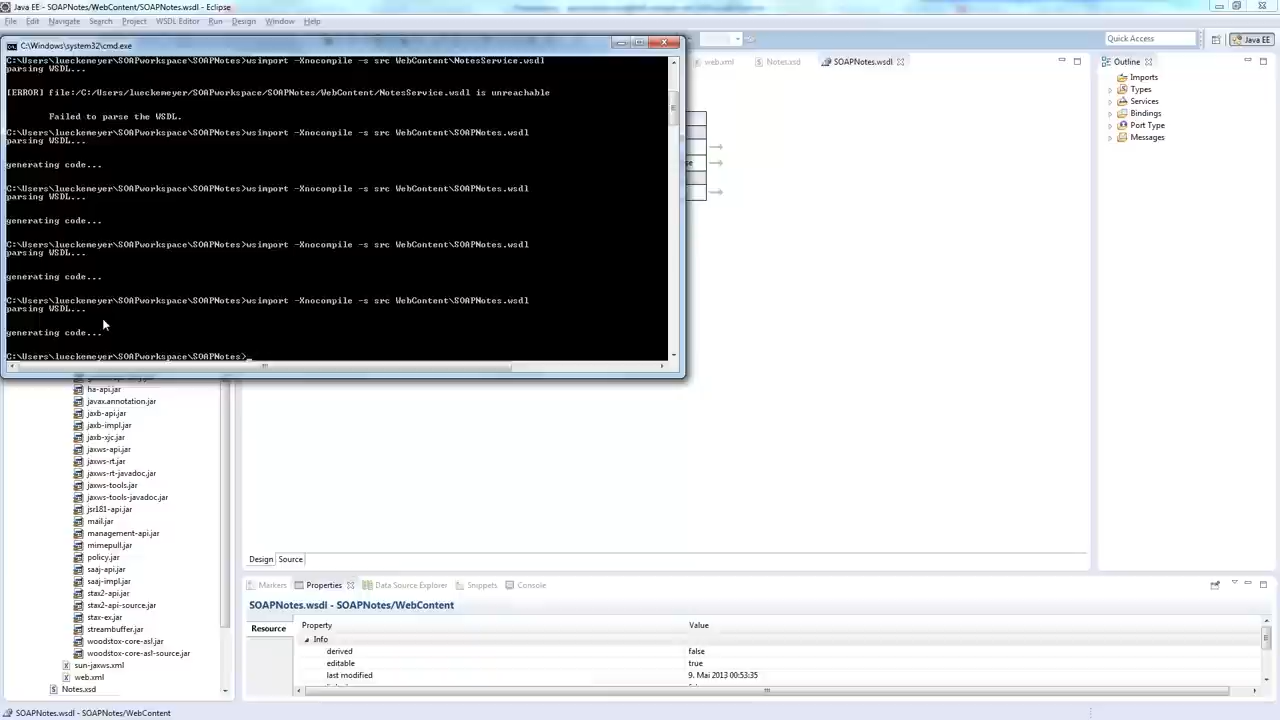 Java EE - SOAPNotes/WebContent/SOAPNotes.wsdl - Eclipse
File Edit Navigate Search Project WSDL Editor Run Design Window Help
C:\Windows\system32\cmd.exe
Quick Access
Java EE
C:\Users\lueckemeyer\SOAPworkspace\SOAPNotes>wsimport -Xnocompile -s src WebContent\NotesService.wsdl
parsing WSDL...
[ERROR] file:/C:/Users/lueckemeyer/SOAPworkspace/SOAPNotes/WebContent/NotesService.wsdl is unreachable
Failed to parse the WSDL.
C:\Users\lueckemeyer\SOAPworkspace\SOAPNotes>wsimport -Xnocompile -s src WebContent\SOAPNotes.wsdl
parsing WSDL...
generating code...
C:\Users\lueckemeyer\SOAPworkspace\SOAPNotes>wsimport -Xnocompile -s src WebContent\SOAPNotes.wsdl
parsing WSDL...
generating code...
C:\Users\lueckemeyer\SOAPworkspace\SOAPNotes>wsimport -Xnocompile -s src WebContent\SOAPNotes.wsdl
parsing WSDL...
generating code...
C:\Users\lueckemeyer\SOAPworkspace\SOAPNotes>wsimport -Xnocompile -s src WebContent\SOAPNotes.wsdl
parsing WSDL...
generating code...
C:\Users\lueckemeyer\SOAPworkspace\SOAPNotes>_
web.xml Notes.xsd SOAPNotes.wsdl
Outline
Imports
Types
Services
Bindings
Port Type
Messages
ha-api.jar
javax.annotation.jar
jaxb-api.jar
jaxb-impl.jar
jaxb-xjc.jar
jaxws-api.jar
jaxws-rt.jar
jaxws-rt-javadoc.jar
jaxws-tools.jar
jaxws-tools-javadoc.jar
jsr181-api.jar
mail.jar
management-api.jar
mimepull.jar
policy.jar
saaj-api.jar
saaj-impl.jar
stax2-api.jar
stax2-api-source.jar
stax-ex.jar
streambuffer.jar
woodstox-core-asl.jar
woodstox-core-asl-source.jar
sun-jaxws.xml
web.xml
Notes.xsd
Design Source
Markers Properties Data Source Explorer Snippets Console
SOAPNotes.wsdl - SOAPNotes/WebContent
Resource
Property Value
Info
derived false
editable true
last modified 9. Mai 2013 00:53:35
SOAPNotes.wsdl - SOAPNotes/WebContent